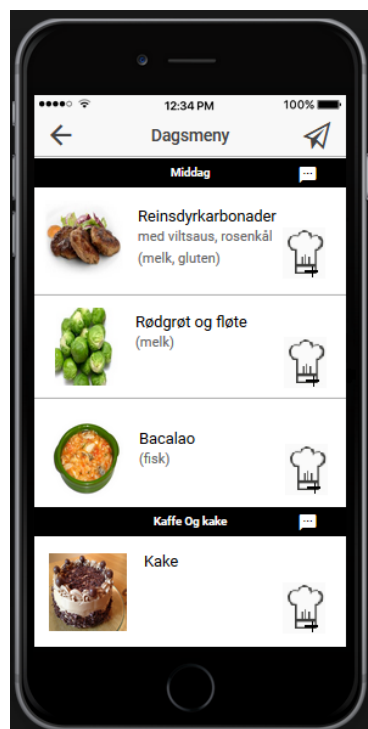 12:34 PM
100%
Dagsmeny
Middag
Reinsdyrkarbonader
med viltsaus, rosenkål
(melk, gluten)
Rødgrøt og fløte
(melk)
Bacalao
(fisk)
Kaffe Og kake
Kake